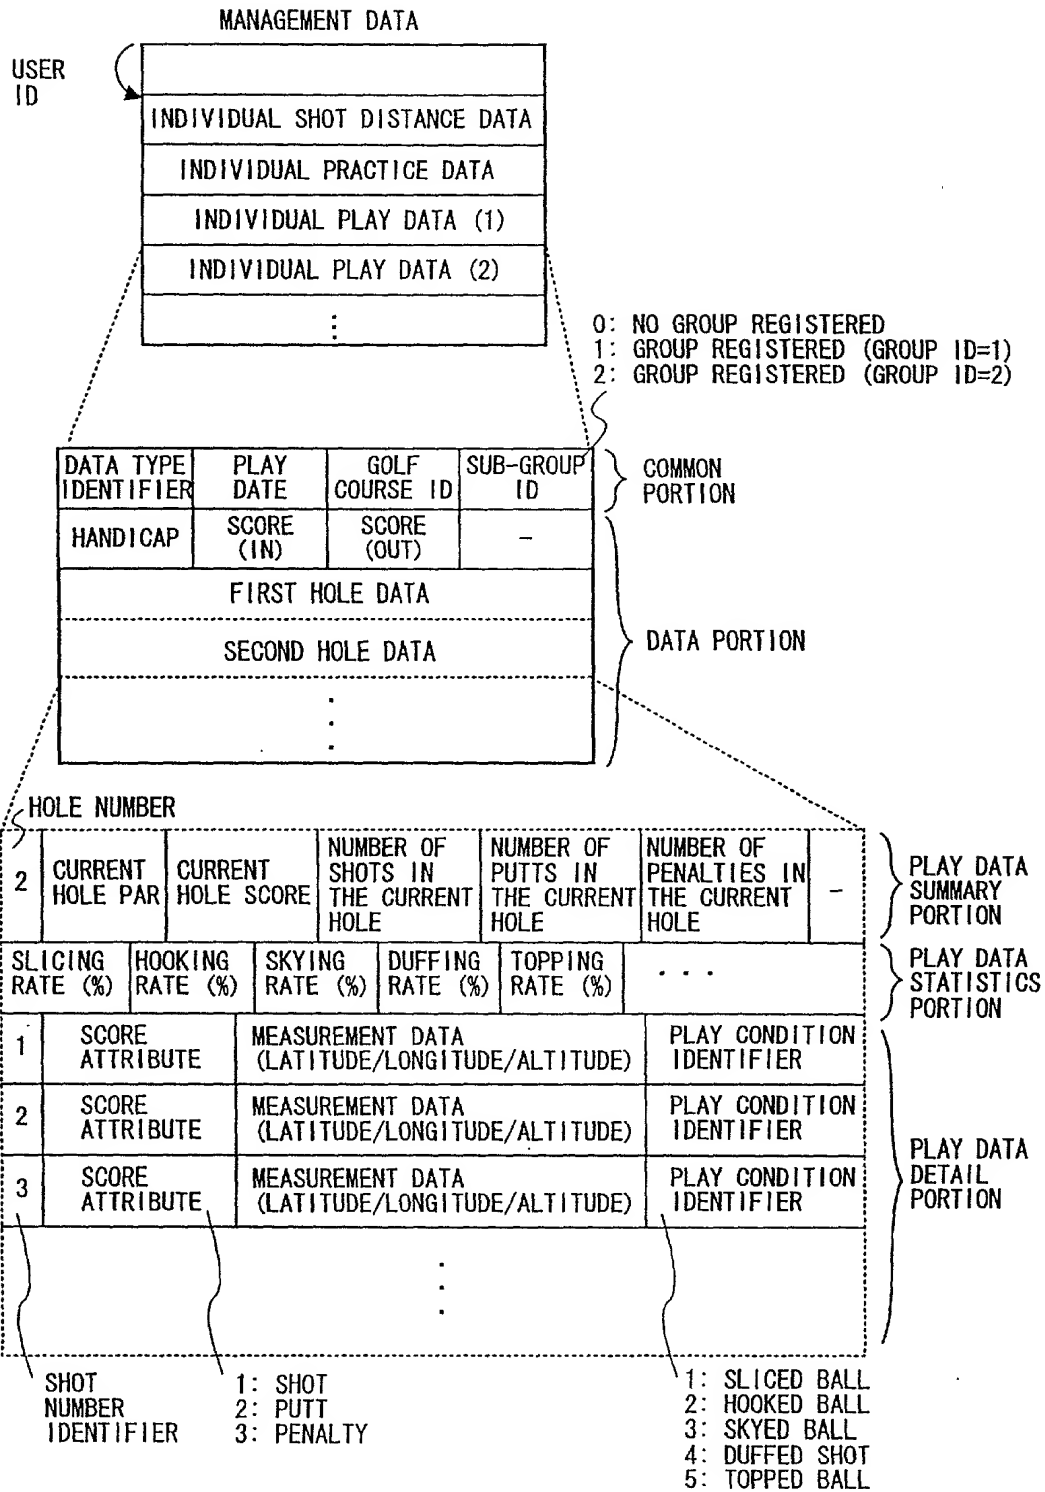 MANAGEMENT DATA
USER
ID
INDIVIDUAL SHOT DISTANCE DATA
INDIVIDUAL PRACTICE DATA
INDIVIDUAL PLAY DATA (1)
INDIVIDUAL PLAY DATA (2)
0: NO GROUP REGISTERED
1: GROUP REGISTERED (GROUP ID=1)
2: GROUP REGISTERED (GROUP ID=2)
DATA TYPE
IDENTIFIER
PLAY
DATE
GOLF
COURSE ID
SUB-GROUP
ID
COMMON
PORTION
HANDICAP
SCORE
(IN)
SCORE
(OUT)
-
FIRST HOLE DATA
SECOND HOLE DATA
DATA PORTION
HOLE NUMBER
2
CURRENT
HOLE PAR
CURRENT
HOLE SCORE
NUMBER OF
SHOTS IN
THE CURRENT
HOLE
NUMBER OF
PUTTS IN
THE CURRENT
HOLE
NUMBER OF
PENALTIES IN
THE CURRENT
HOLE
-
PLAY DATA
SUMMARY
PORTION
SLICING
RATE (%)
HOOKING
RATE (%)
SKYING
RATE (%)
DUFFING
RATE (%)
TOPPING
RATE (%)
...
PLAY DATA
STATISTICS
PORTION
1
SCORE
ATTRIBUTE
MEASUREMENT DATA
(LATITUDE/LONGITUDE/ALTITUDE)
PLAY CONDITION
IDENTIFIER
2
SCORE
ATTRIBUTE
MEASUREMENT DATA
(LATITUDE/LONGITUDE/ALTITUDE)
PLAY CONDITION
IDENTIFIER
3
SCORE
ATTRIBUTE
MEASUREMENT DATA
(LATITUDE/LONGITUDE/ALTITUDE)
PLAY CONDITION
IDENTIFIER
PLAY DATA
DETAIL
PORTION
SHOT
NUMBER
IDENTIFIER
1: SHOT
2: PUTT
3: PENALTY
1: SLICED BALL
2: HOOKED BALL
3: SKYED BALL
4: DUFFED SHOT
5: TOPPED BALL